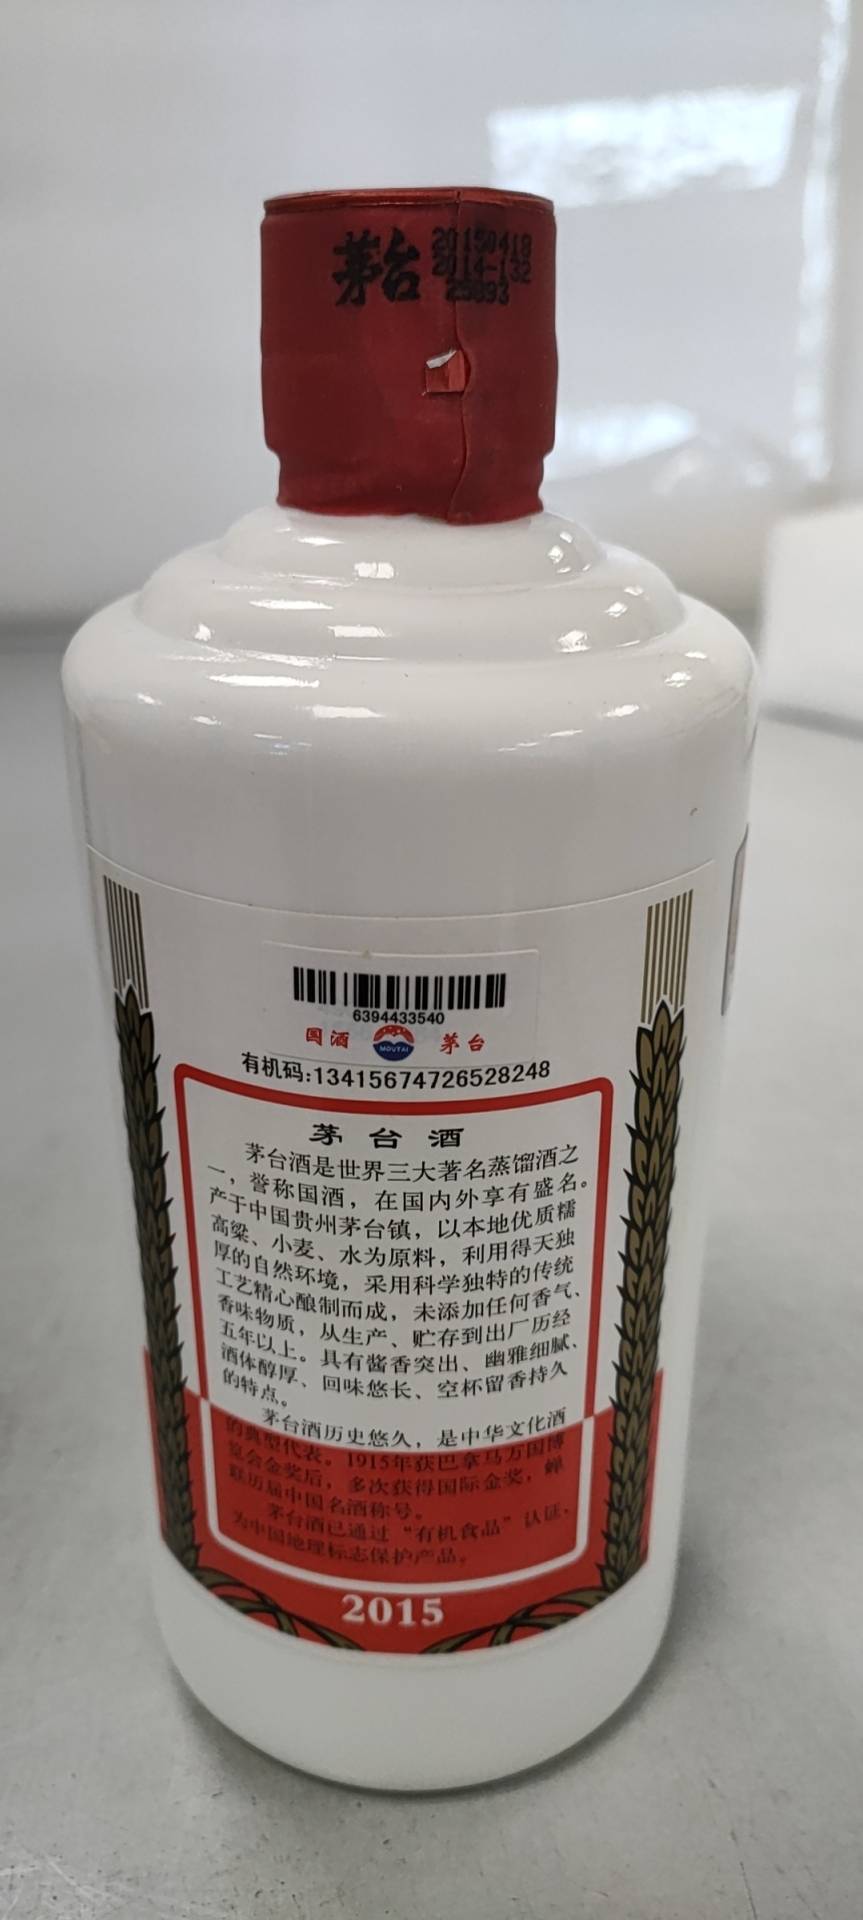 茅台
20150418
2014-132
25893
6394433540
国酒 MOUTAI 茅台
有机码:13415674726528248
茅台酒
茅台酒是世界三大著名蒸馏酒之
一，誉称国酒，在国内外享有盛名。
产于中国贵州茅台镇，以本地优质糯
高粱、小麦、水为原料，利用得天独
厚的自然环境，采用科学独特的传统
工艺精心酿制而成，未添加任何香气、
香味物质，从生产、贮存到出厂历经
五年以上。具有酱香突出、幽雅细腻、
酒体醇厚、回味悠长、空杯留香持久
的特点。
茅台酒历史悠久，是中华文化酒
的典型代表。1915年获巴拿马万国博
览会金奖后，多次获得国际金奖，蝉
联历届中国名酒称号。
茅台酒已通过“有机食品”认证、
为中国地理标志保护产品。
2015